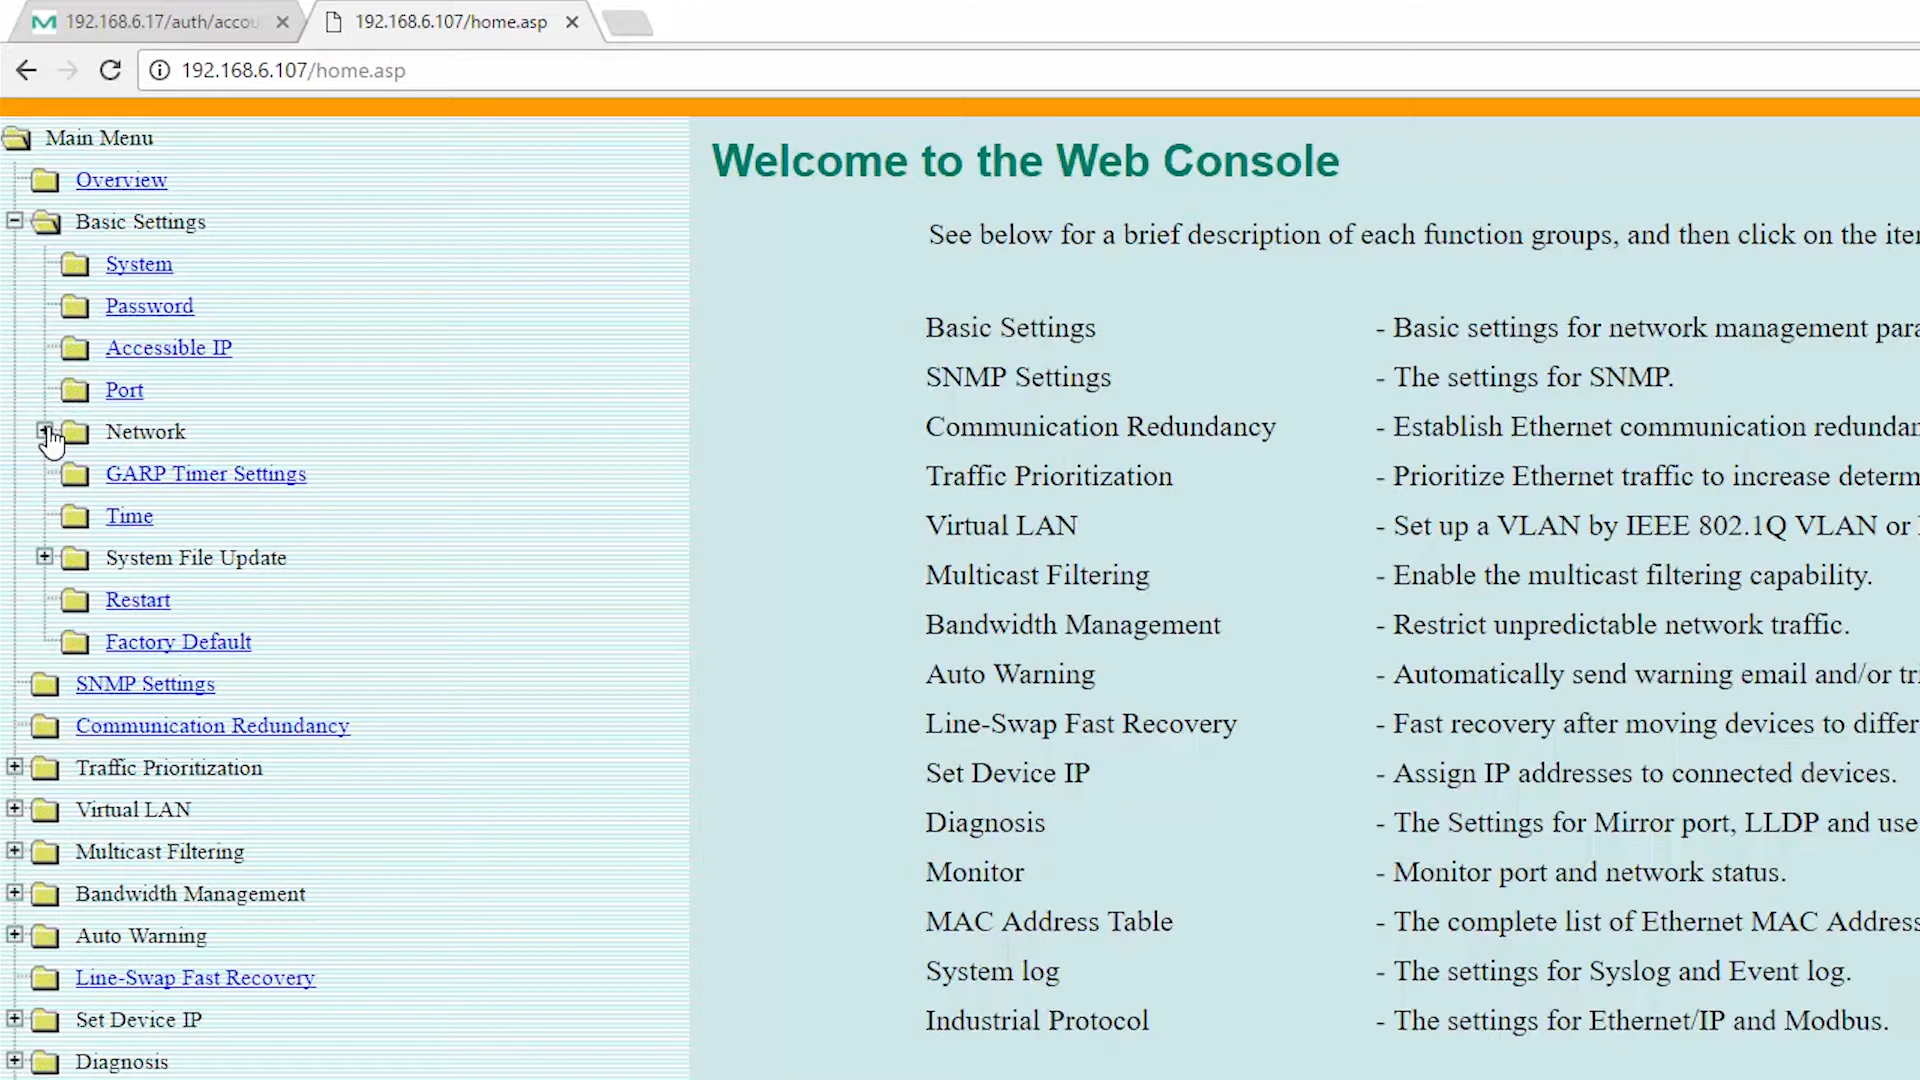 192.168.6.17/auth/accou
192.168.6.107/home.asp
192.168.6.107/home.asp
Main Menu
Overview
Basic Settings
System
Password
Accessible IP
Port
Network
GARP Timer Settings
Time
System File Update
Restart
Factory Default
SNMP Settings
Communication Redundancy
Traffic Prioritization
Virtual LAN
Multicast Filtering
Bandwidth Management
Auto Warning
Line-Swap Fast Recovery
Set Device IP
Diagnosis
Welcome to the Web Console
See below for a brief description of each function groups, and then click on the
Basic Settings - Basic settings for network management
SNMP Settings - The settings for SNMP.
Communication Redundancy - Establish Ethernet communication
Traffic Prioritization - Prioritize Ethernet traffic to increase
Virtual LAN - Set up a VLAN by IEEE 802.1Q VLAN or
Multicast Filtering - Enable the multicast filtering capability.
Bandwidth Management - Restrict unpredictable network traffic.
Auto Warning - Automatically send warning email and/or
Line-Swap Fast Recovery - Fast recovery after moving devices to
Set Device IP - Assign IP addresses to connected devices.
Diagnosis - The Settings for Mirror port, LLDP and use
Monitor - Monitor port and network status.
MAC Address Table - The complete list of Ethernet MAC Address
System log - The settings for Syslog and Event log.
Industrial Protocol - The settings for Ethernet/IP and Modbus.